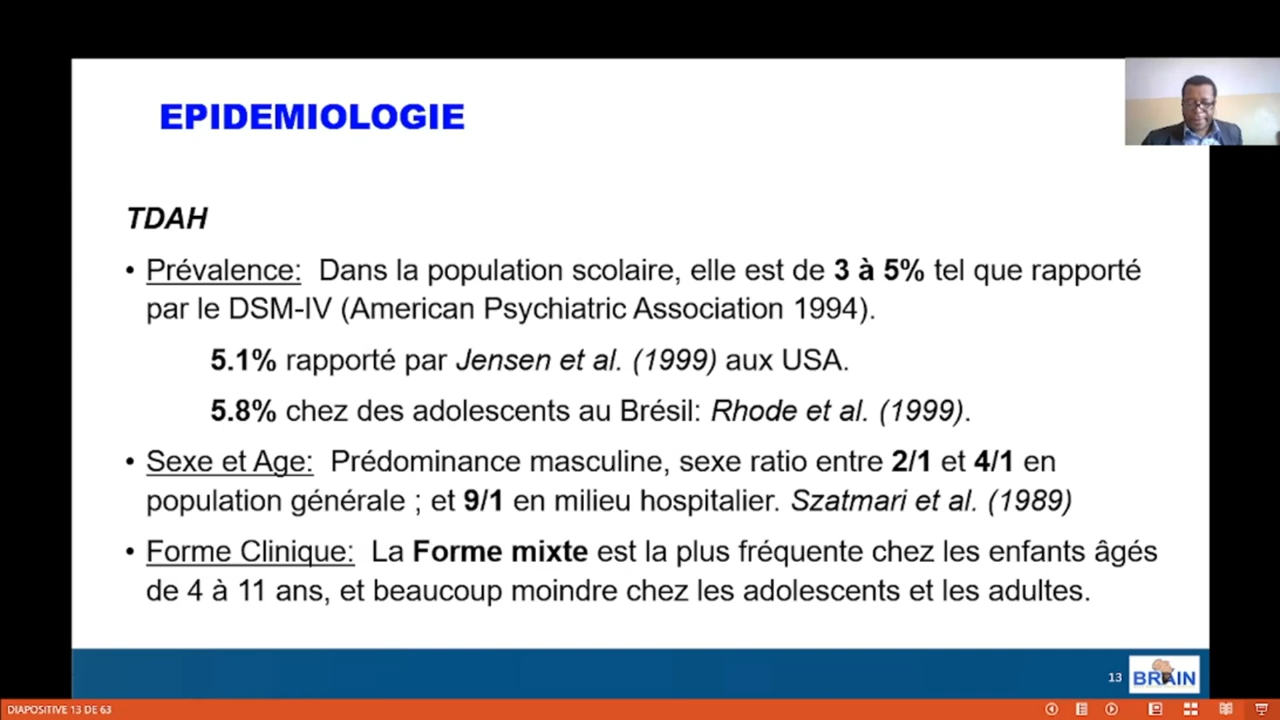 EPIDEMIOLOGIE
TDAH
• Prévalence: Dans la population scolaire, elle est de 3 à 5% tel que rapporté
par le DSM-IV (American Psychiatric Association 1994).
5.1% rapporté par Jensen et al. (1999) aux USA.
5.8% chez des adolescents au Brésil: Rhode et al. (1999).
• Sexe et Age: Prédominance masculine, sexe ratio entre 2/1 et 4/1 en
population générale ; et 9/1 en milieu hospitalier. Szatmari et al. (1989)
• Forme Clinique: La Forme mixte est la plus fréquente chez les enfants âgés
de 4 à 11 ans, et beaucoup moindre chez les adolescents et les adultes.
13
BRAIN
DIAPOSITIVE 13 DE 63